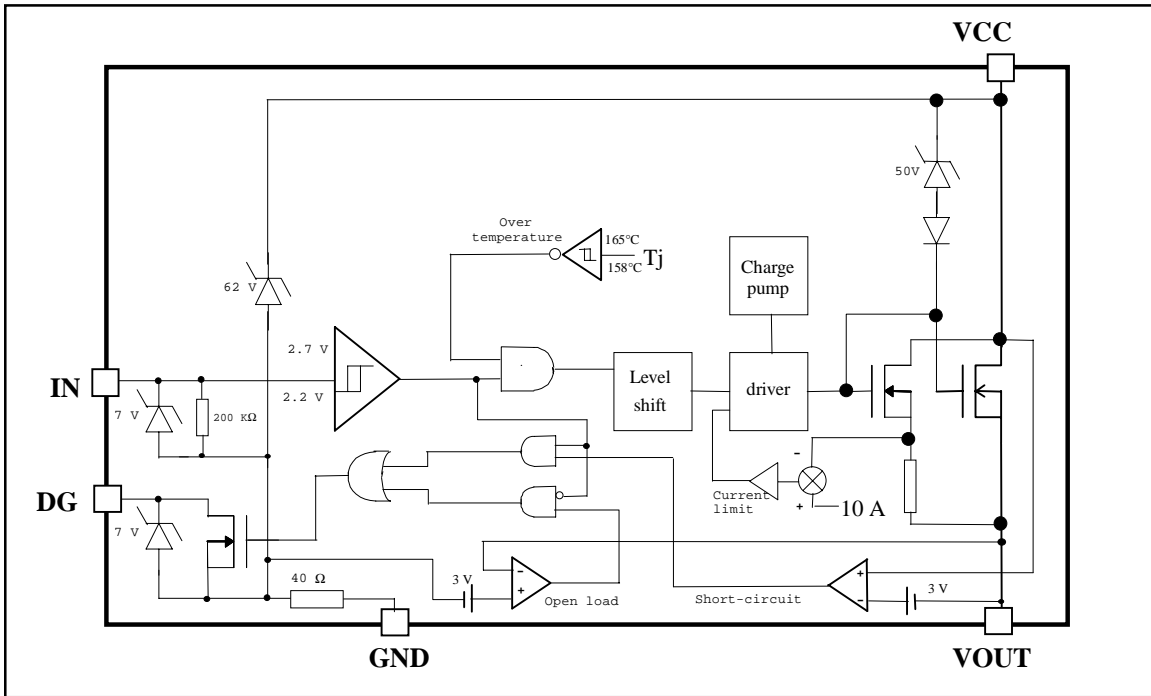 VCC
50V
Over
temperature
165°C
158°C
Tj
Charge
pump
62 V
2.7 V
2.2 V
IN
7 V
200 KΩ
Level
shift
driver
DG
7 V
-
+
10 A
Current
limit
40 Ω
3 V
-
+
Open load
Short-circuit
+
-
3 V
GND
VOUT